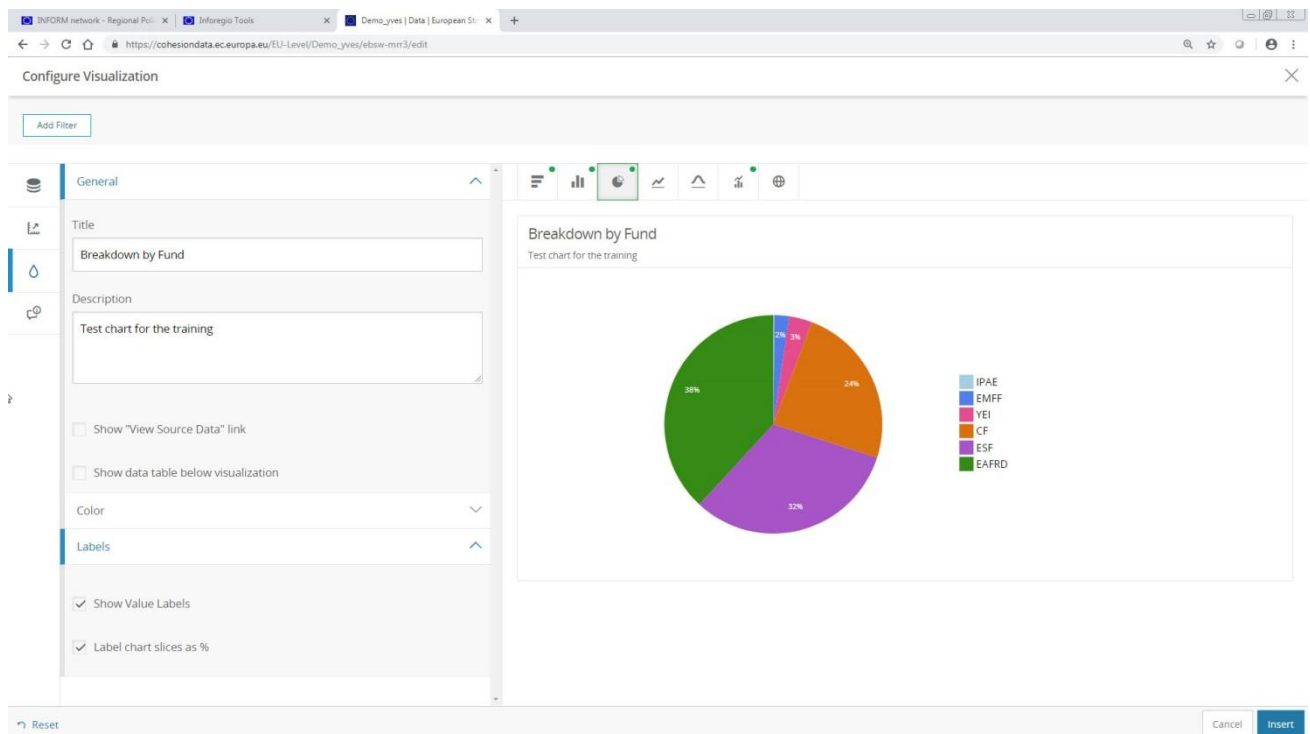 INFORM network - Regional Poli
Inforegio Tools
Demo_yves | Data | European Str
https://cohesiondata.ec.europa.eu/EU-Level/Demo_yves/ebsw-mrr3/edit
Configure Visualization
Add Filter
General
Title
Breakdown by Fund
Description
Test chart for the training
Show "View Source Data" link
Show data table below visualization
Color
Labels
Show Value Labels
Label chart slices as %
Breakdown by Fund
Test chart for the training
2%
3%
24%
38%
32%
IPAE
EMFF
YEI
CF
ESF
EAFRD
Reset
Cancel
Insert